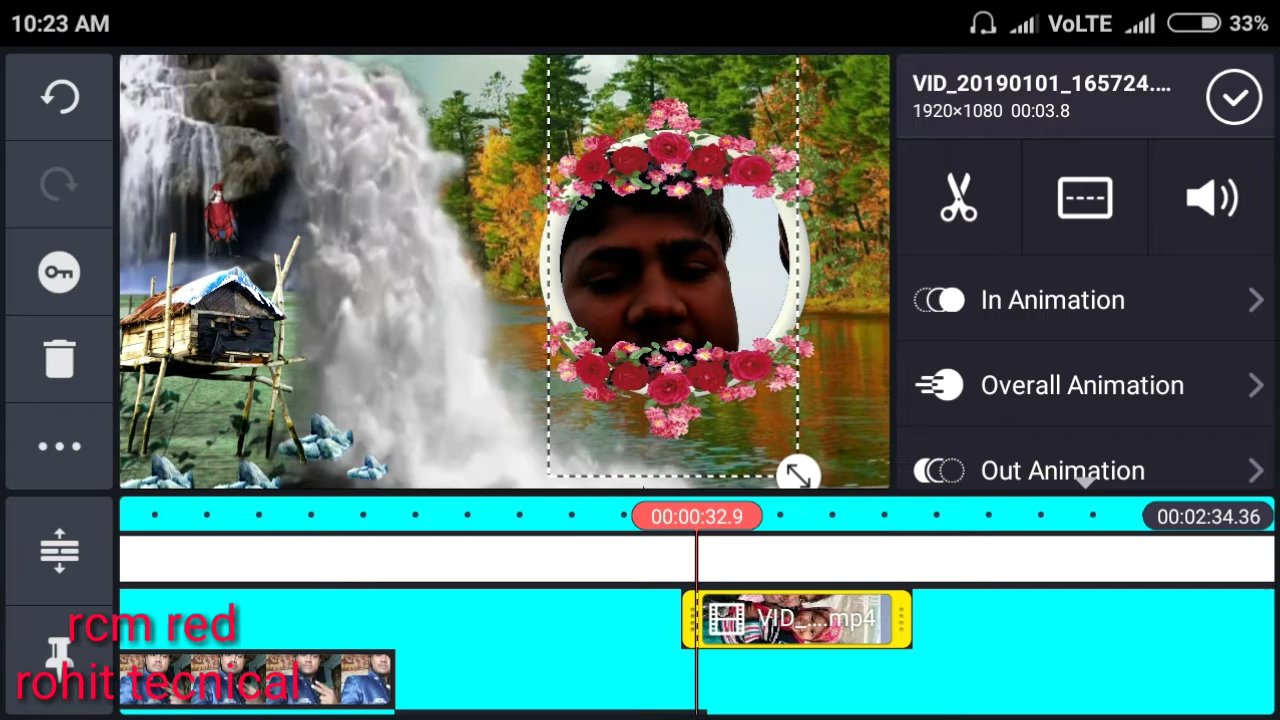 10:23 AM
VoLTE
33%
VID_20190101_165724....
1920×1080 00:03.8
In Animation
Overall Animation
Out Animation
00:00:32.9
00:02:34.36
VID_....mp4
rcm red
rohit tecnical